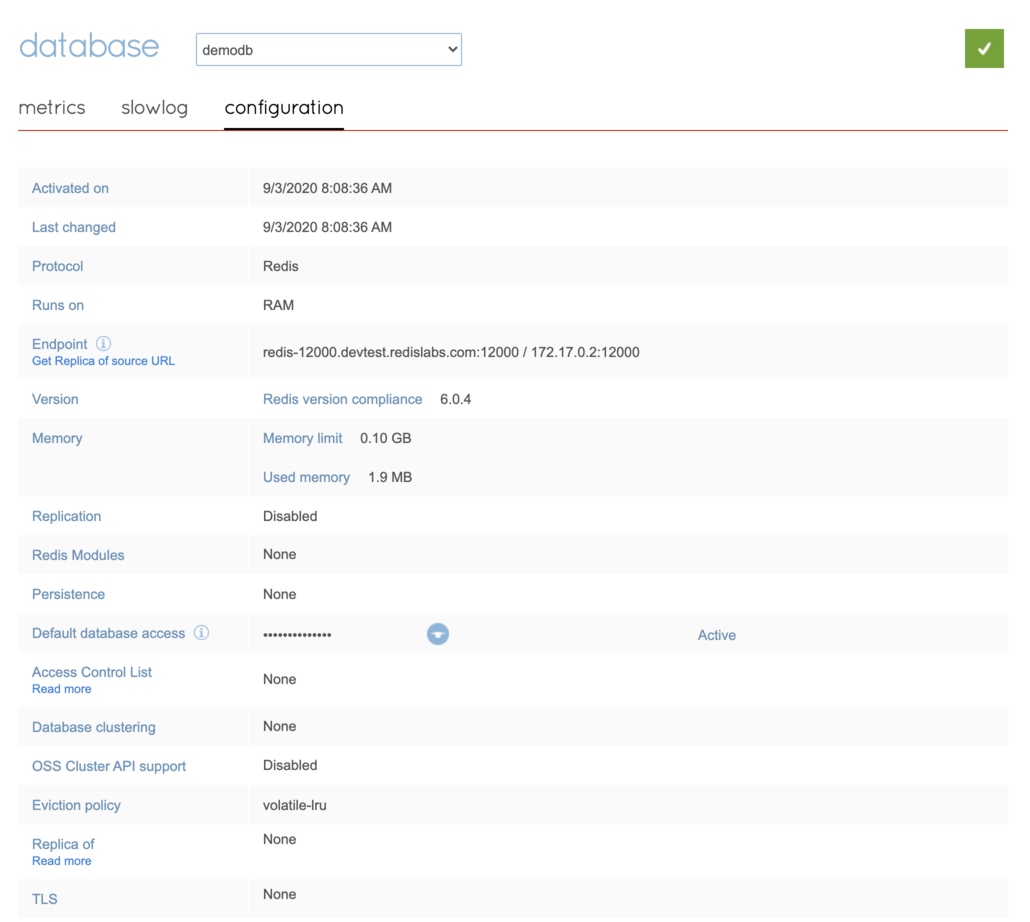 database demodb
metrics slowlog configuration
Activated on 9/3/2020 8:08:36 AM
Last changed 9/3/2020 8:08:36 AM
Protocol Redis
Runs on RAM
Endpoint
Get Replica of source URL
redis-12000.devtest.redislabs.com:12000 / 172.17.0.2:12000
Version Redis version compliance 6.0.4
Memory Memory limit 0.10 GB
Used memory 1.9 MB
Replication Disabled
Redis Modules None
Persistence None
Default database access •••••••••••••• Active
Access Control List
Read more
None
Database clustering None
OSS Cluster API support Disabled
Eviction policy volatile-lru
Replica of None
Read more
TLS None